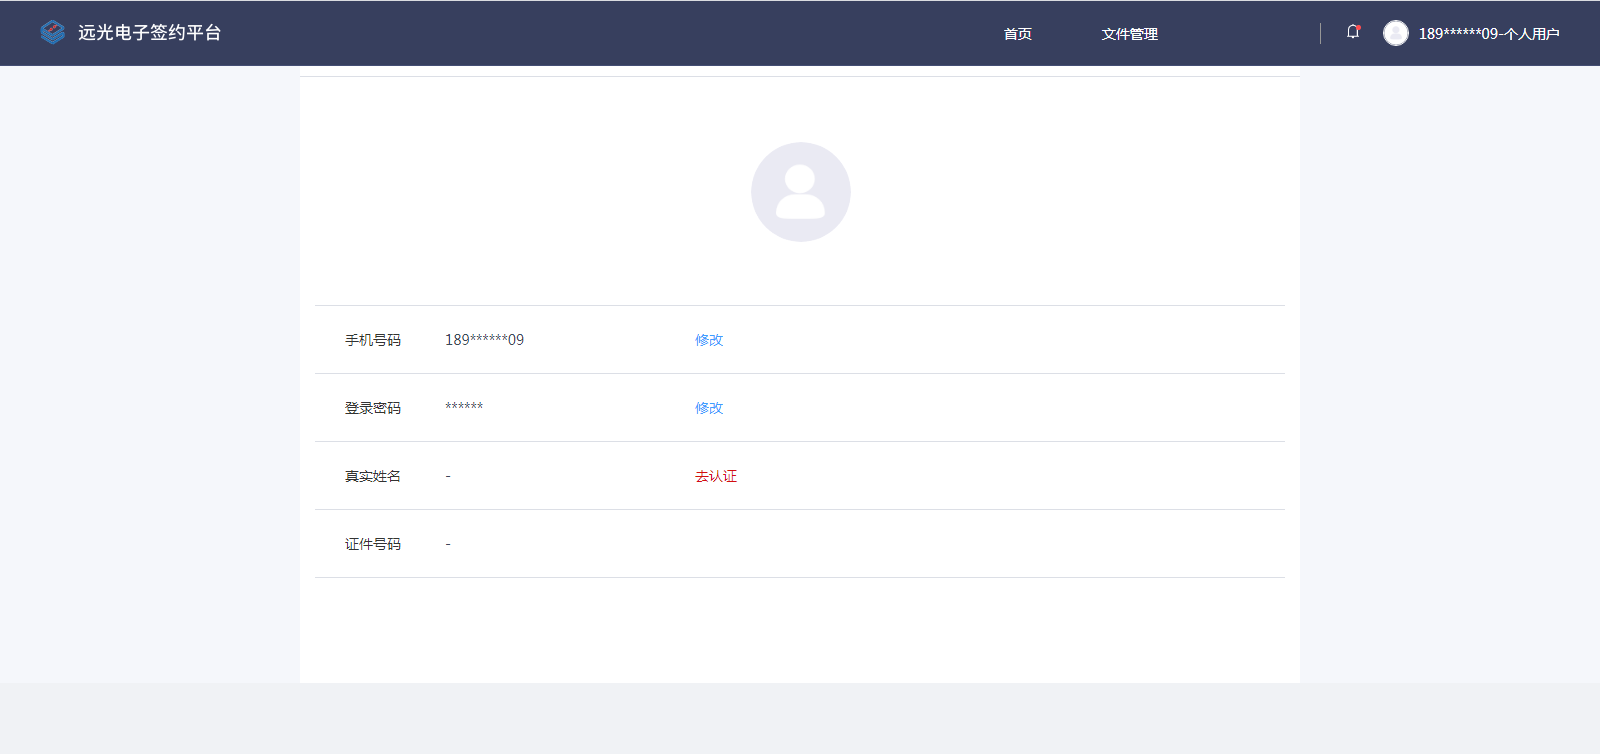 远光电子签约平台 首页 文件管理 189******09-个人用户
手机号码 189******09 修改
登录密码 ****** 修改
真实姓名 - 去认证
证件号码 -